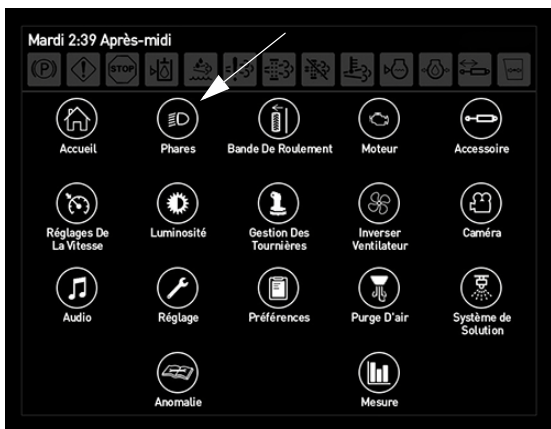 Mardi 2:39 Après-midi
(P) STOP
Accueil Phares Bande De Roulement Moteur Accessoire
Réglages De La Vitesse Luminosité Gestion Des Tournières Inverser Ventilateur Caméra
Audio Réglage Préférences Purge D'air Système de Solution
Anomalie Mesure